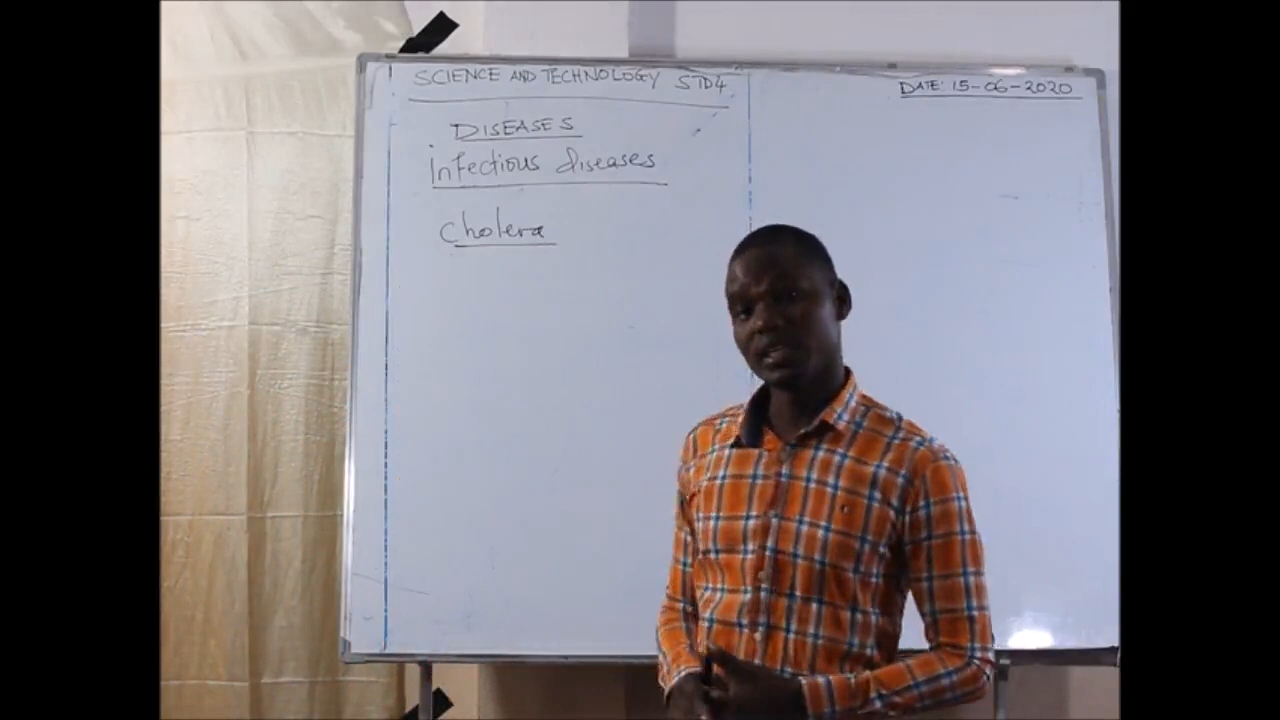 SCIENCE AND TECHNOLOGY STD4
DATE: 15-06-2020
DISEASES
infectious diseases
cholera